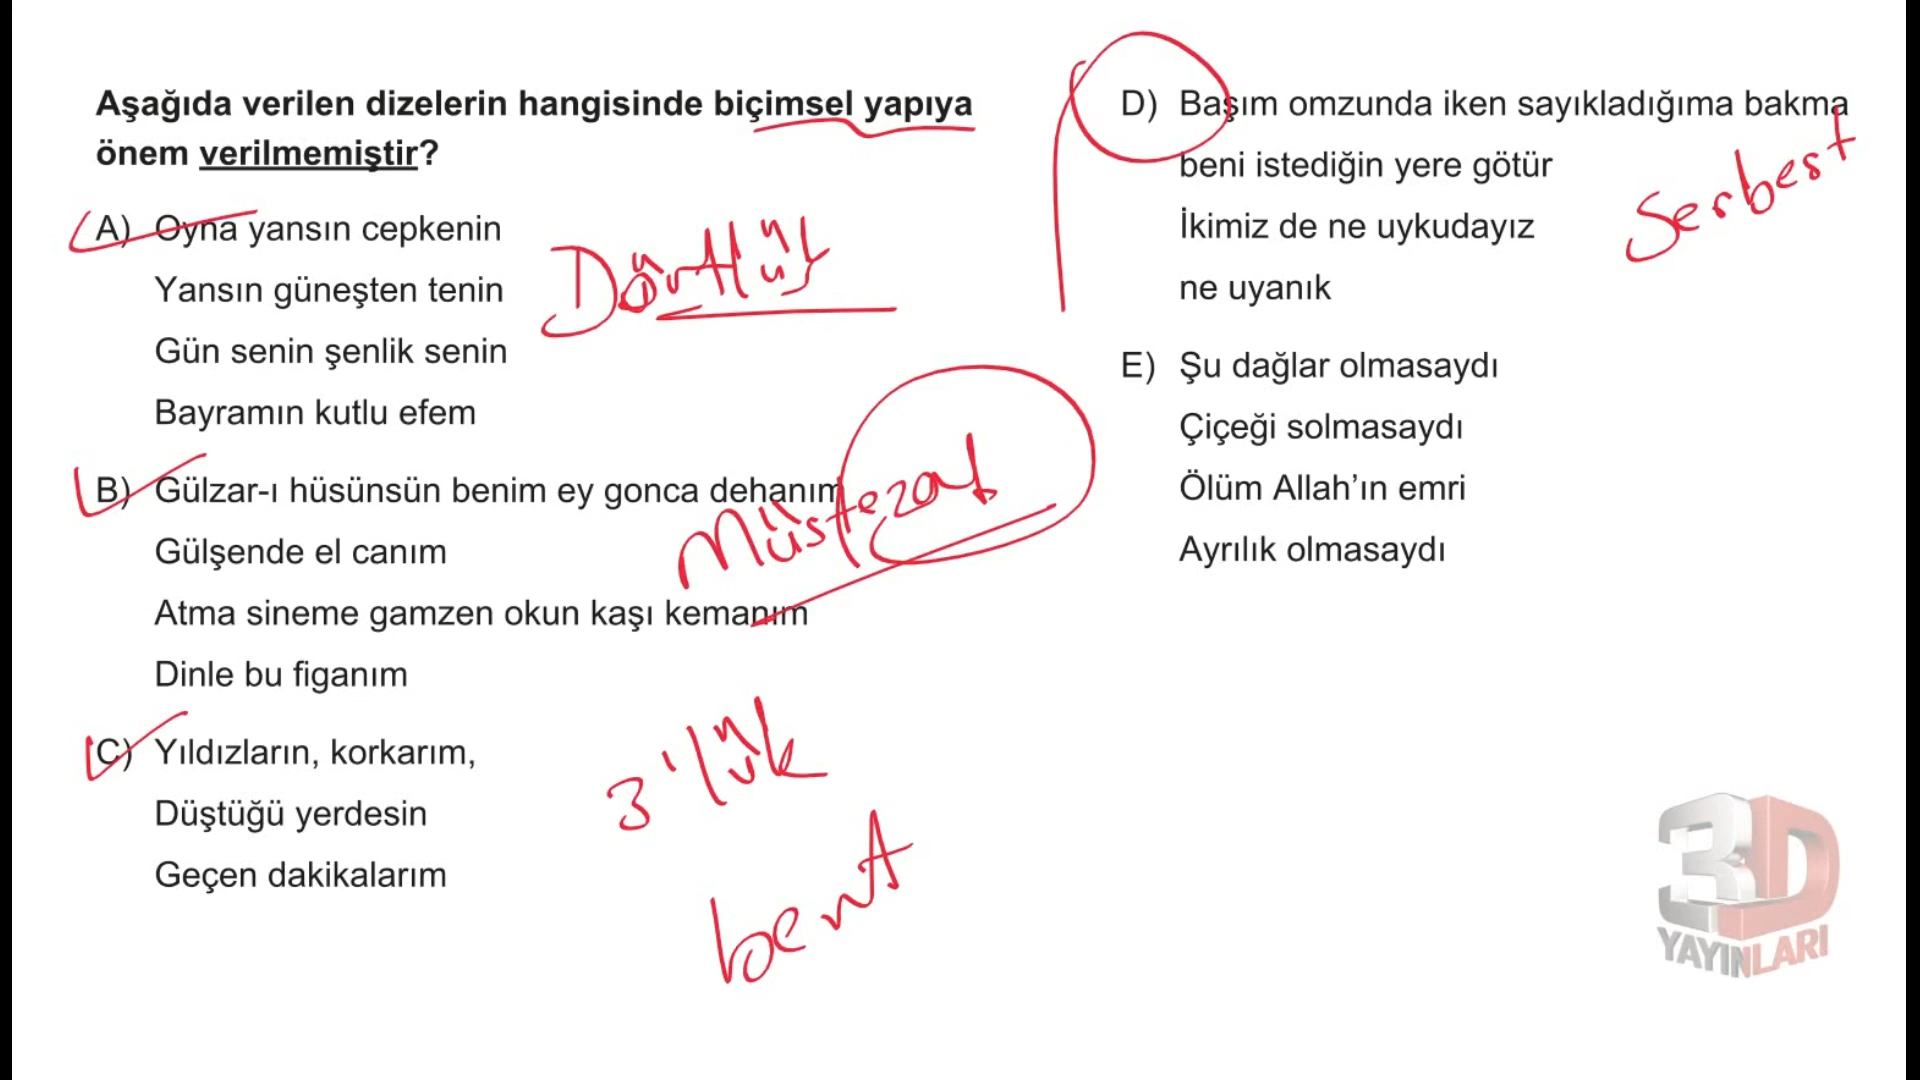 Aşağıda verilen dizelerin hangisinde biçimsel yapıya
önem verilmemiştir?
A) Oyna yansın cepkenin
Yansın güneşten tenin
Gün senin şenlik senin
Bayramın kutlu efem
Dörtlük
B) Gülzar-ı hüsünsün benim ey gonca dehanım
Gülşende el canım
Atma sineme gamzen okun kaşı kemanım
Dinle bu figanım
Müstezat
C) Yıldızların, korkarım,
Düştüğü yerdesin
Geçen dakikalarım
3'lük
bent
D) Başım omzunda iken sayıkladığıma bakma
beni istediğin yere götür
İkimiz de ne uykudayız
ne uyanık
Serbest
E) Şu dağlar olmasaydı
Çiçeği solmasaydı
Ölüm Allah'ın emri
Ayrılık olmasaydı
3D
YAYINLARI